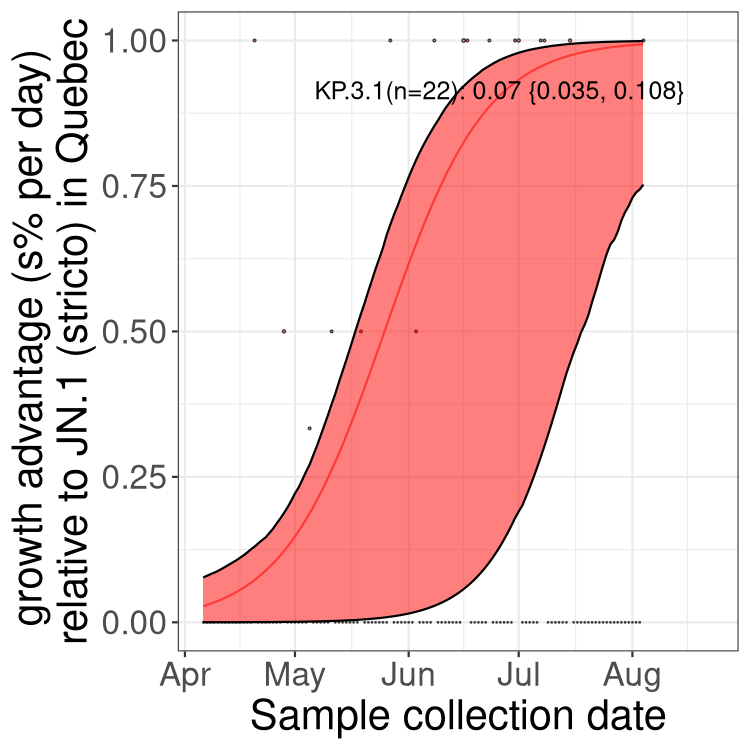 growth advantage (s% per day)
relative to JN.1 (stricto) in Quebec
1.00
0.75
0.50
0.25
0.00
KP.3.1(n=22): 0.07 {0.035, 0.108}
Apr May Jun Jul Aug
Sample collection date